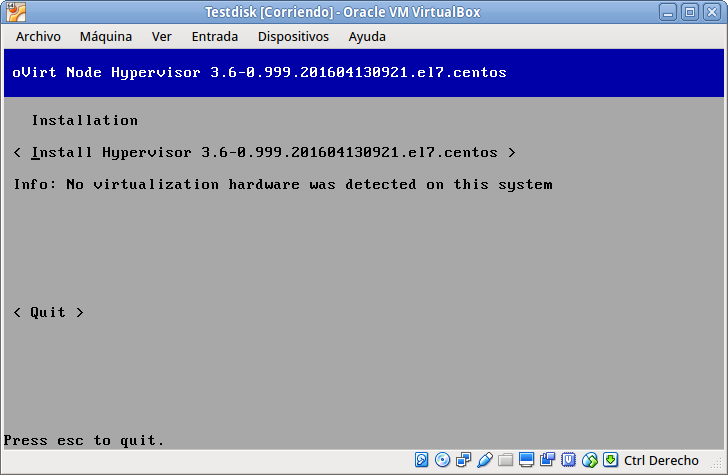 Testdisk [Corriendo] - Oracle VM VirtualBox
Archivo Máquina Ver Entrada Dispositivos Ayuda
oVirt Node Hypervisor 3.6-0.999.201604130921.el7.centos
Installation
< Install Hypervisor 3.6-0.999.201604130921.el7.centos >
Info: No virtualization hardware was detected on this system
< Quit >
Press esc to quit.
Ctrl Derecho